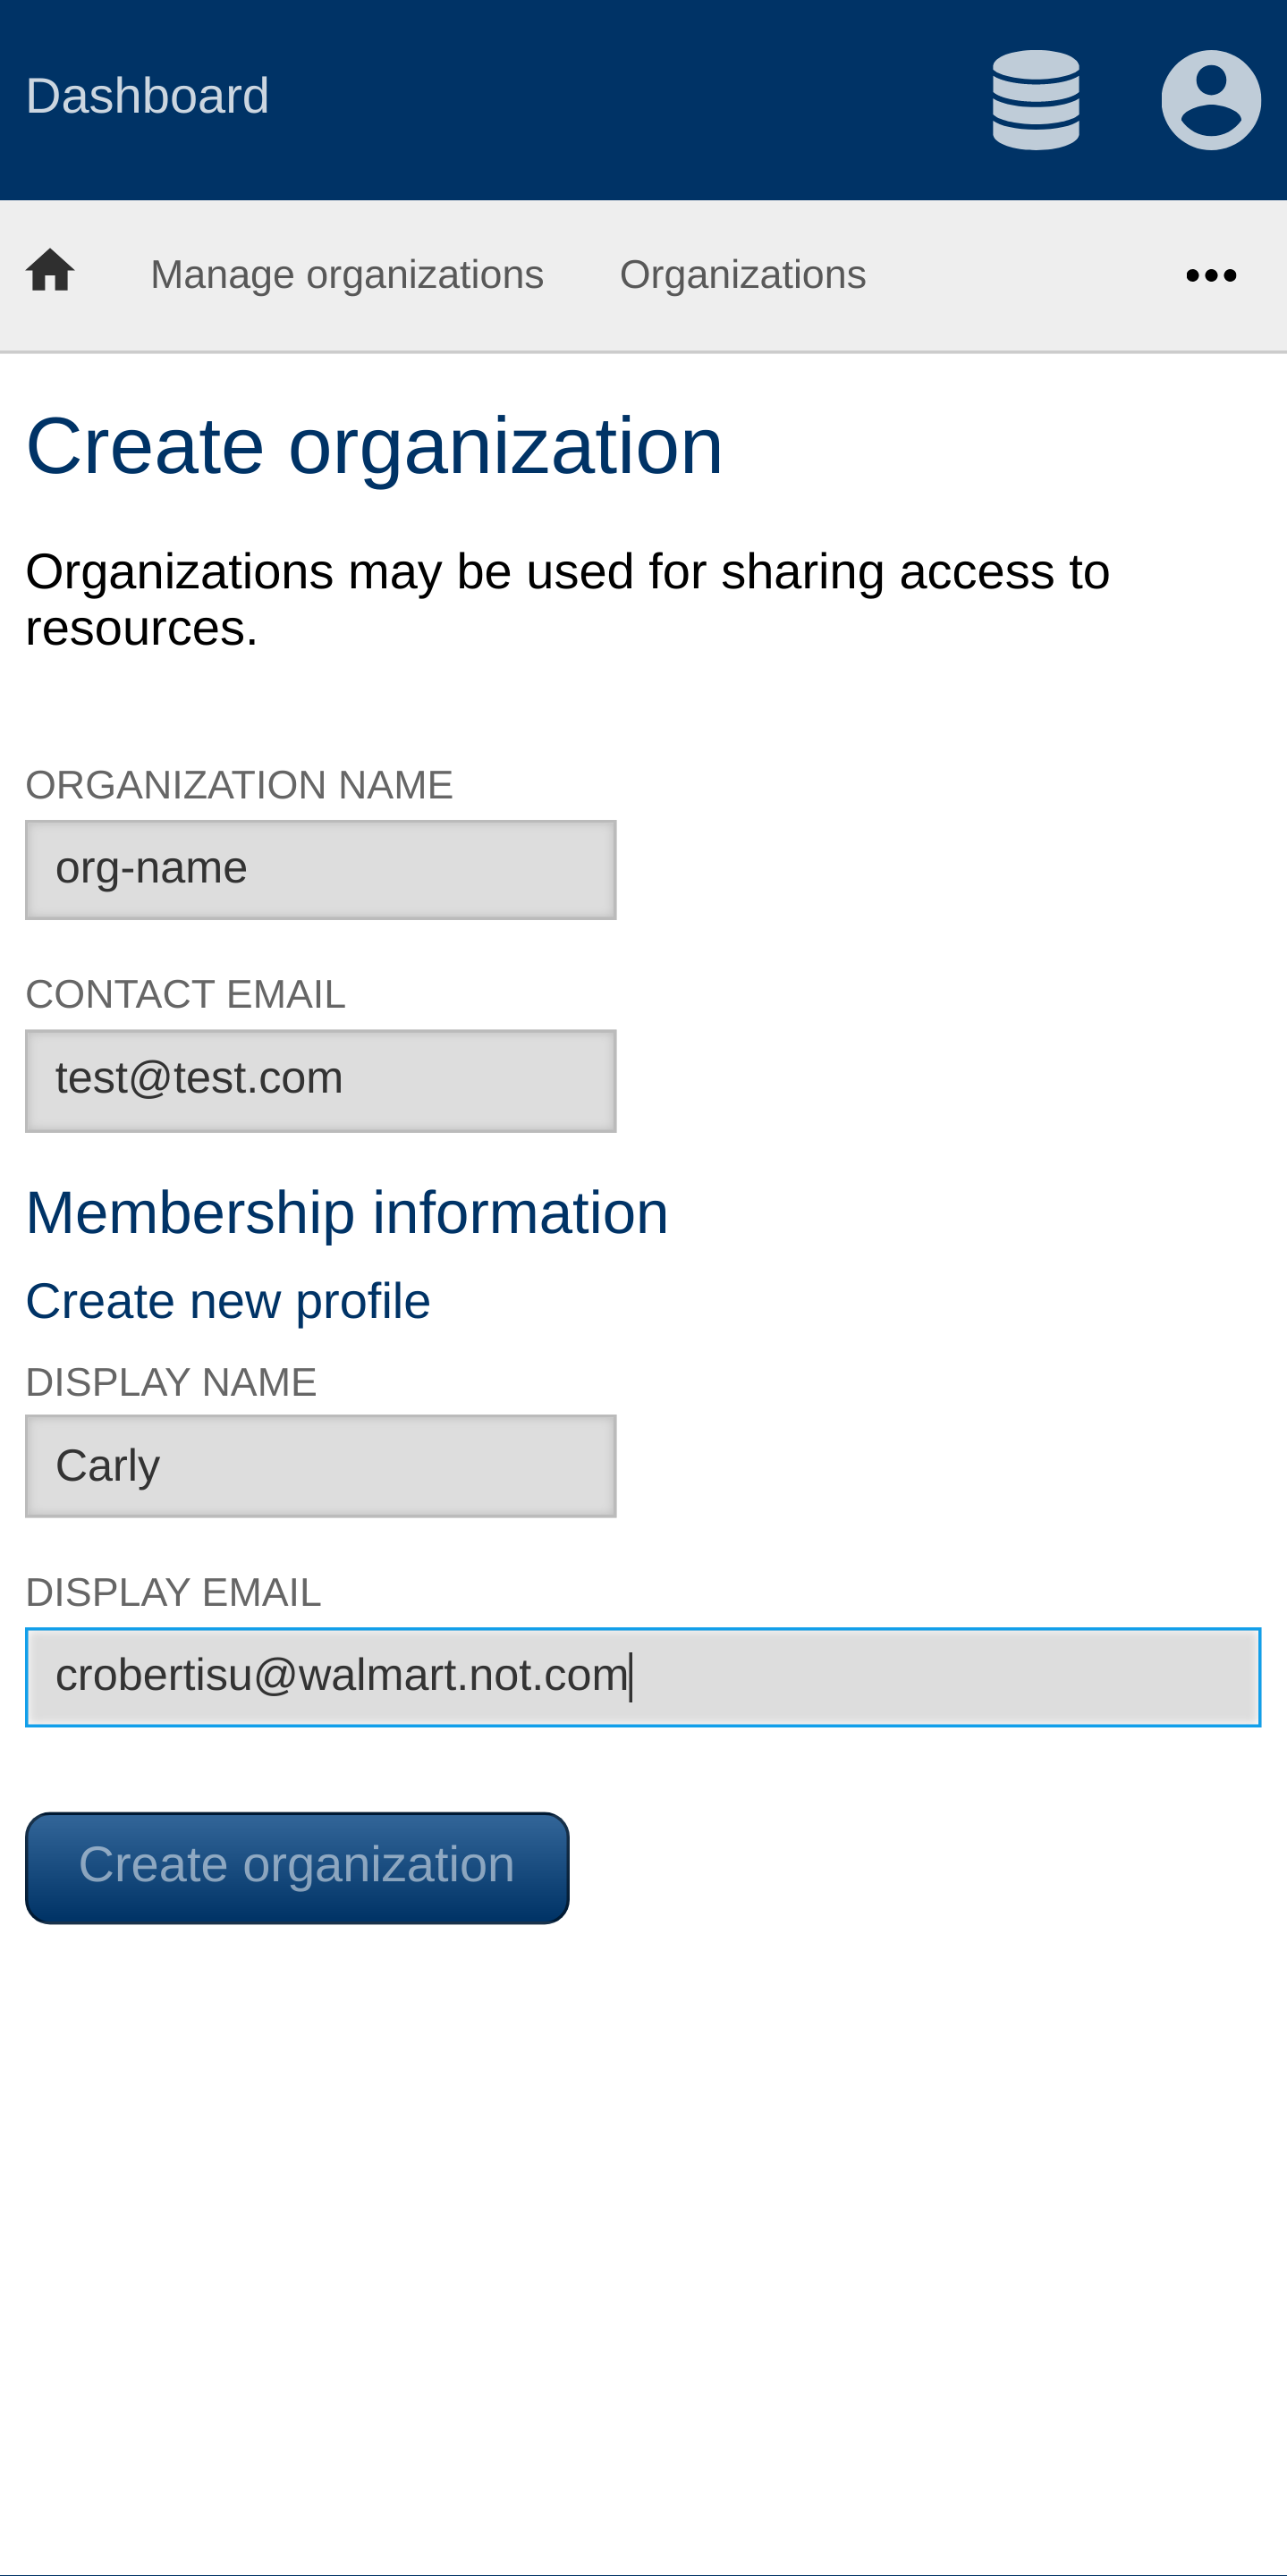 Dashboard
Manage organizations Organizations
Create organization
Organizations may be used for sharing access to
resources.
ORGANIZATION NAME
org-name
CONTACT EMAIL
test@test.com
Membership information
Create new profile
DISPLAY NAME
Carly
DISPLAY EMAIL
crobertisu@walmart.not.com
Create organization